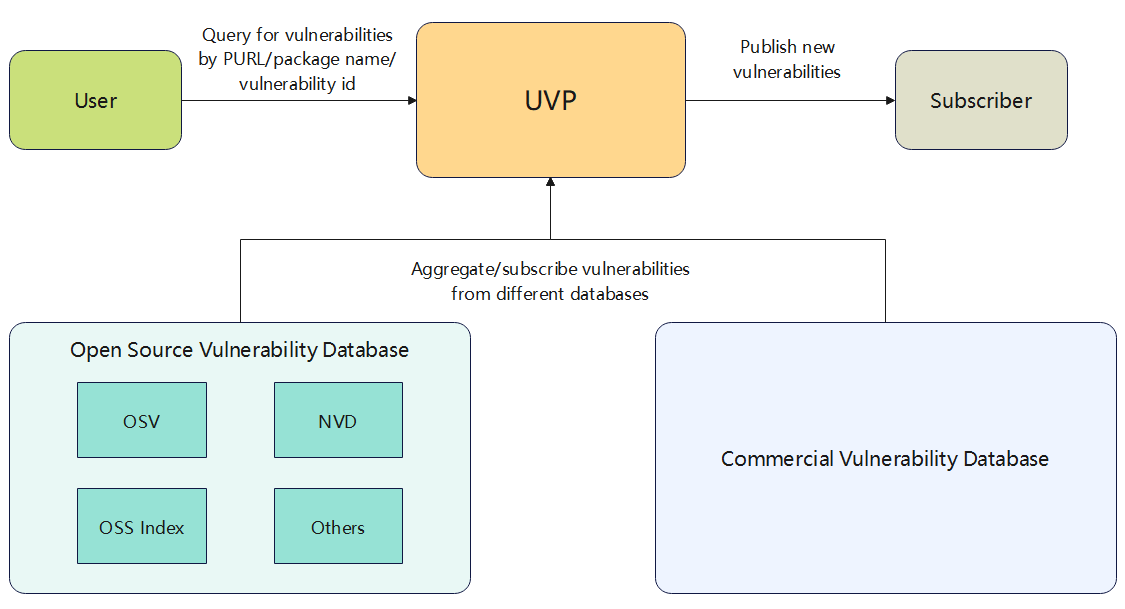 User
Query for vulnerabilities
by PURL/package name/
vulnerability id
UVP
Publish new
vulnerabilities
Subscriber
Aggregate/subscribe vulnerabilities
from different databases
Open Source Vulnerability Database
OSV
NVD
OSS Index
Others
Commercial Vulnerability Database